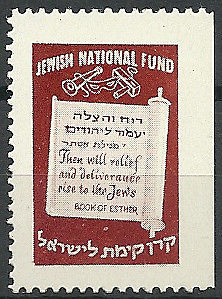 JEWISH NATIONAL FUND
רוח והצלה
יעמוד ליהודים
מגילת אסתר
Then will relief
and deliverance
rise to the Jews
BOOK OF ESTHER
קרן קימת לישראל